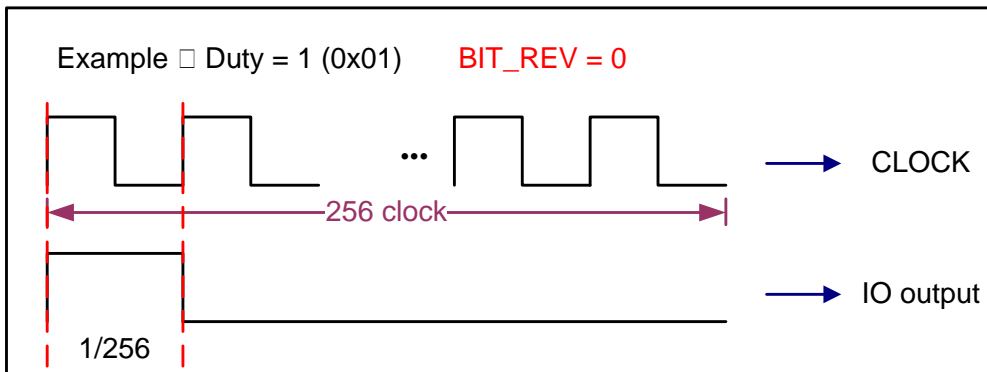 Example □ Duty = 1 (0x01) BIT_REV = 0
... CLOCK
256 clock
IO output
1/256